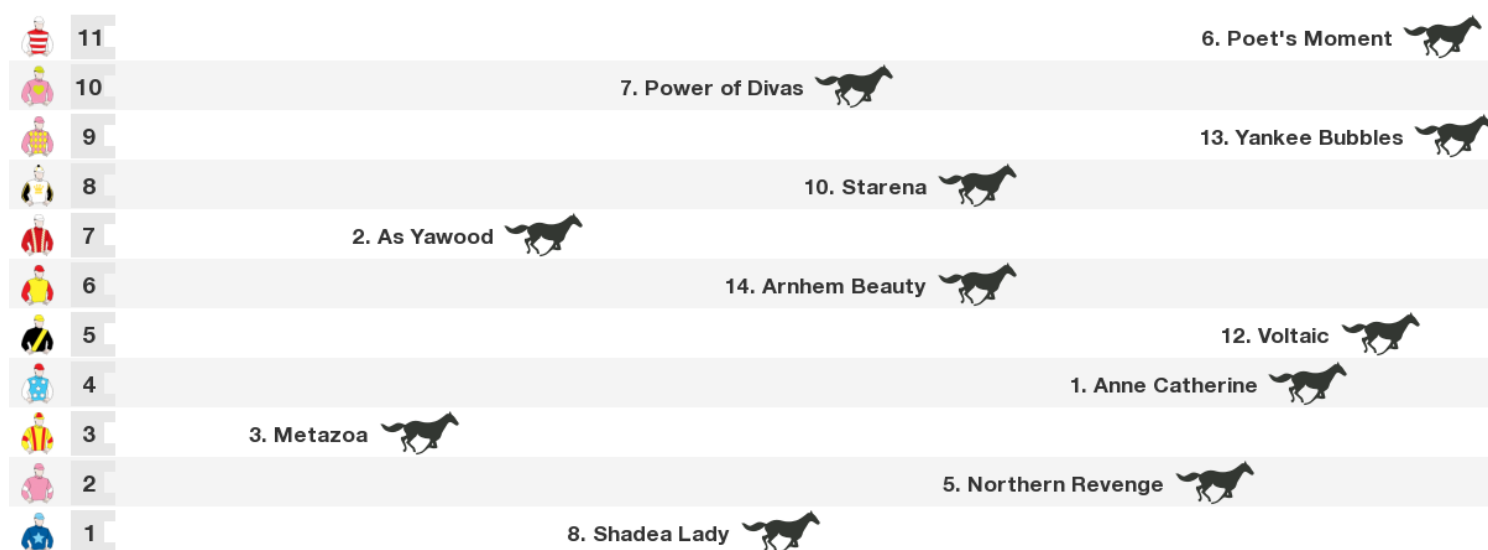 11 6. Poet's Moment
10 7. Power of Divas
9 13. Yankee Bubbles
8 10. Starena
7 2. As Yawood
6 14. Arnhem Beauty
5 12. Voltaic
4 1. Anne Catherine
3 3. Metazoa
2 5. Northern Revenge
1 8. Shadea Lady